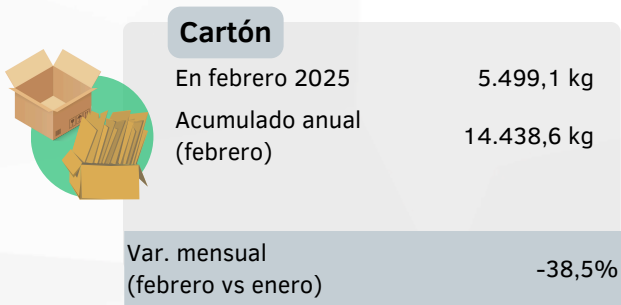 Cartón
En febrero 2025 5.499,1 kg
Acumulado anual
(febrero) 14.438,6 kg
Var. mensual
(febrero vs enero) -38,5%